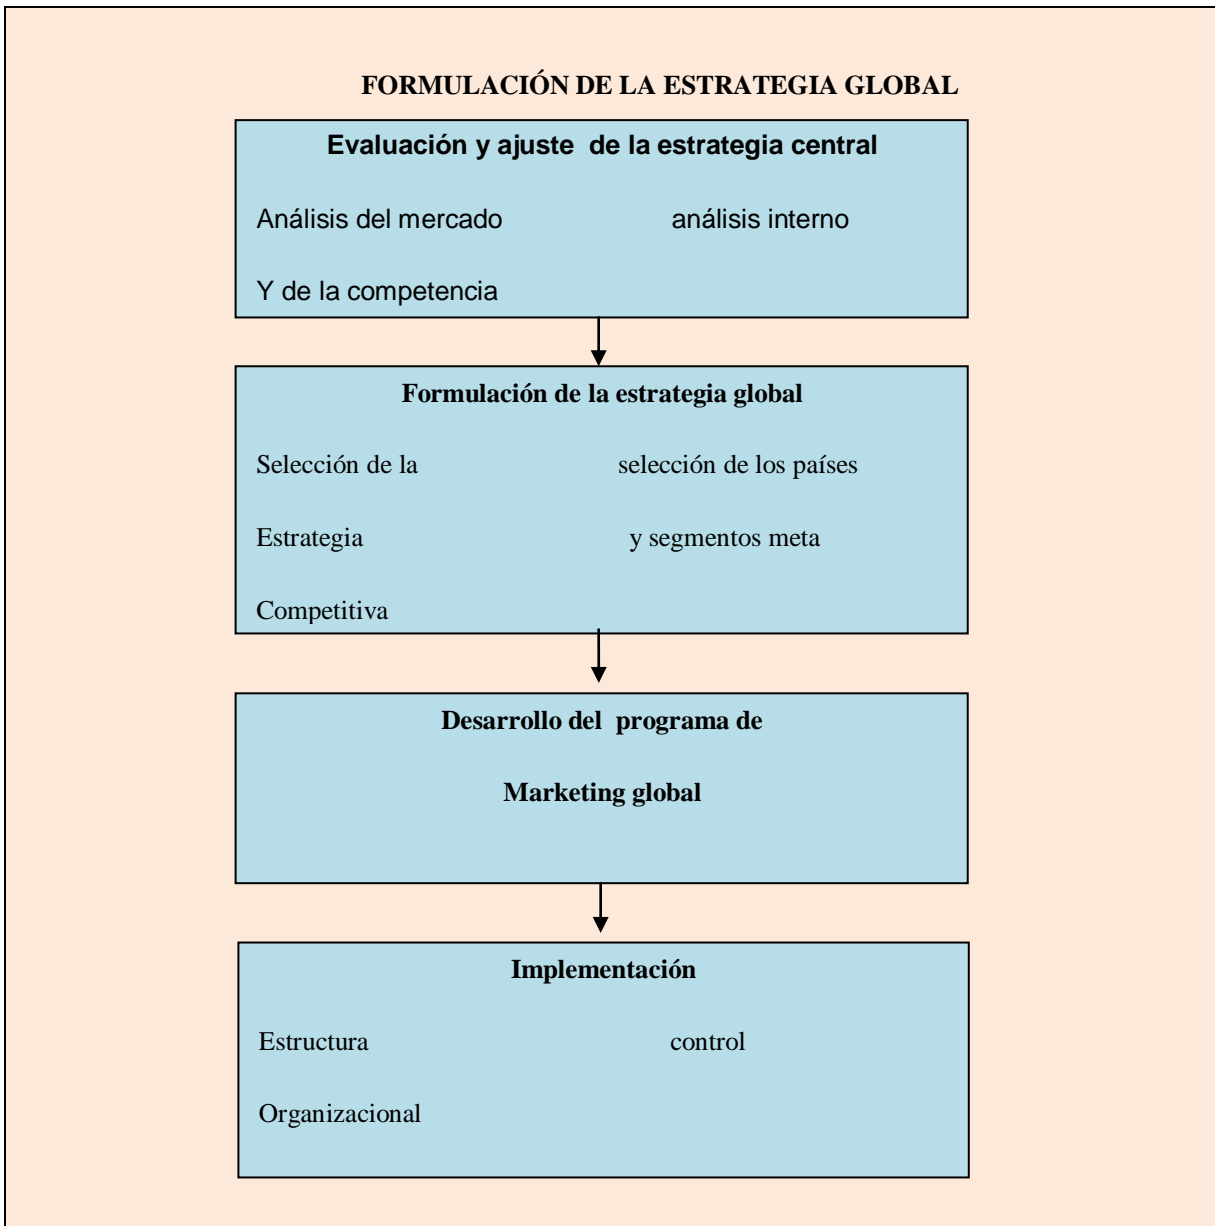 FORMULACIÓN DE LA ESTRATEGIA GLOBAL
Evaluación y ajuste de la estrategia central
Análisis del mercado análisis interno
Y de la competencia
Formulación de la estrategia global
Selección de la selección de los países
Estrategia y segmentos meta
Competitiva
Desarrollo del programa de
Marketing global
Implementación
Estructura control
Organizacional